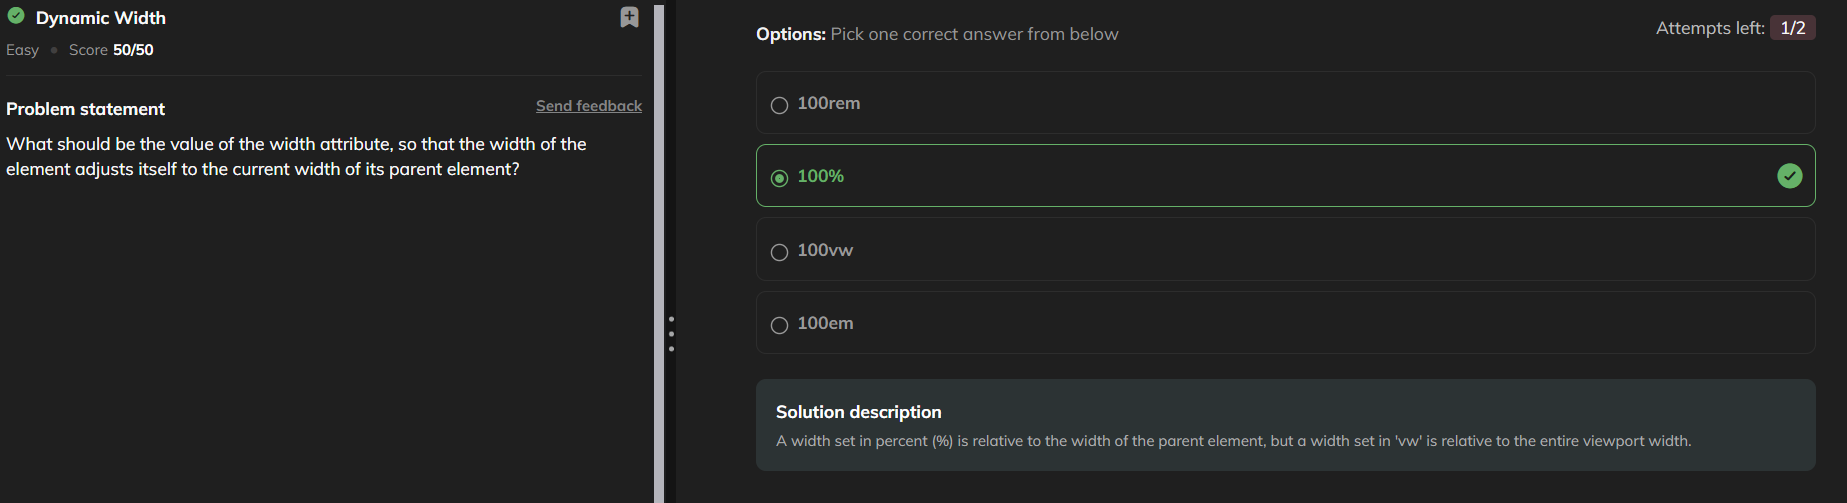 Dynamic Width
Easy • Score 50/50
Problem statement
Send feedback
What should be the value of the width attribute, so that the width of the
element adjusts itself to the current width of its parent element?
Options: Pick one correct answer from below
Attempts left: 1/2
100rem
100%
100vw
100em
Solution description
A width set in percent (%) is relative to the width of the parent element, but a width set in 'vw' is relative to the entire viewport width.